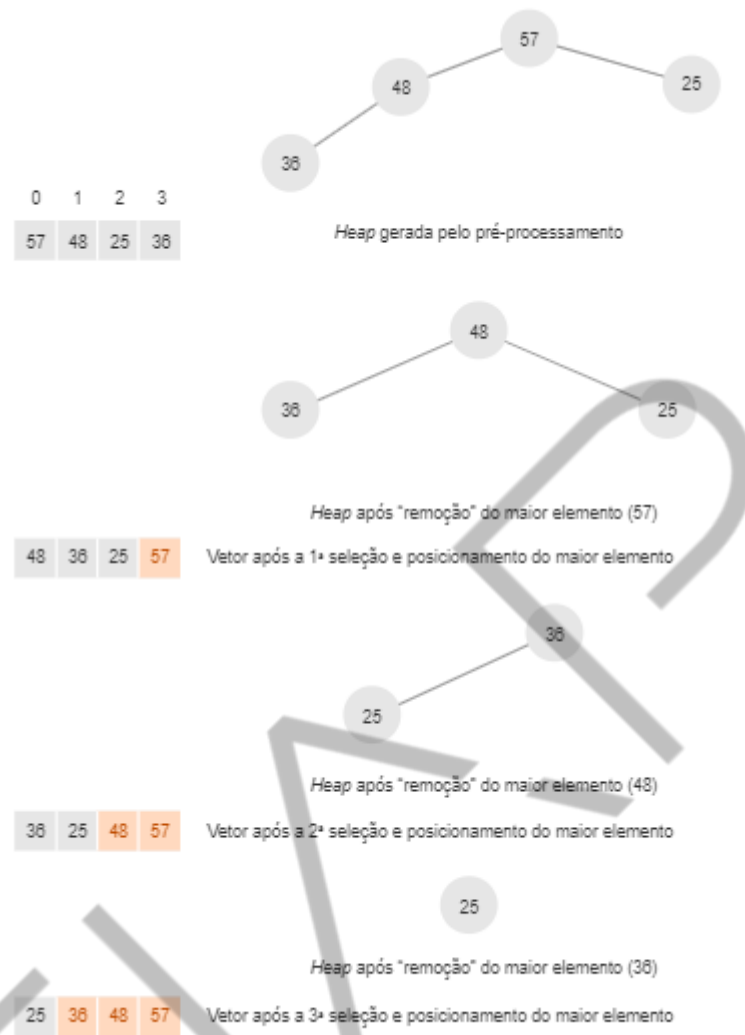 57
48
25
36
0 1 2 3
57 48 25 36
Heap gerada pelo pré-processamento
48
36
25
Heap após "remoção" do maior elemento (57)
48 36 25 57
Vetor após a 1ª seleção e posicionamento do maior elemento
36
25
Heap após "remoção" do maior elemento (48)
36 25 48 57
Vetor após a 2ª seleção e posicionamento do maior elemento
25
Heap após "remoção" do maior elemento (36)
25 36 48 57
Vetor após a 3ª seleção e posicionamento do maior elemento